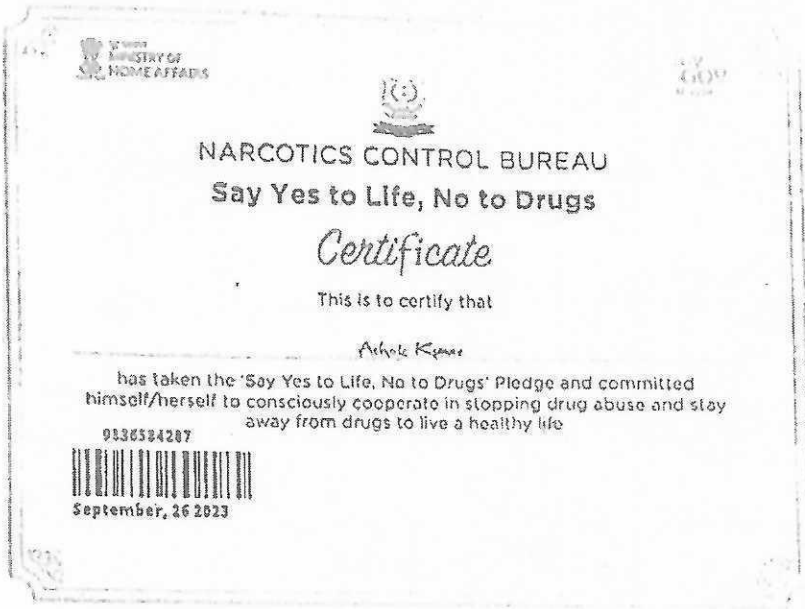 MINISTRY OF
HOME AFFAIRS
NARCOTICS CONTROL BUREAU
Say Yes to Life, No to Drugs
Certificate
This is to certify that
Ashok Kumar
has taken the 'Say Yes to Life, No to Drugs' Pledge and committed
himself/herself to consciously cooperate in stopping drug abuse and stay
away from drugs to live a healthy life
9536584287
September, 26 2023